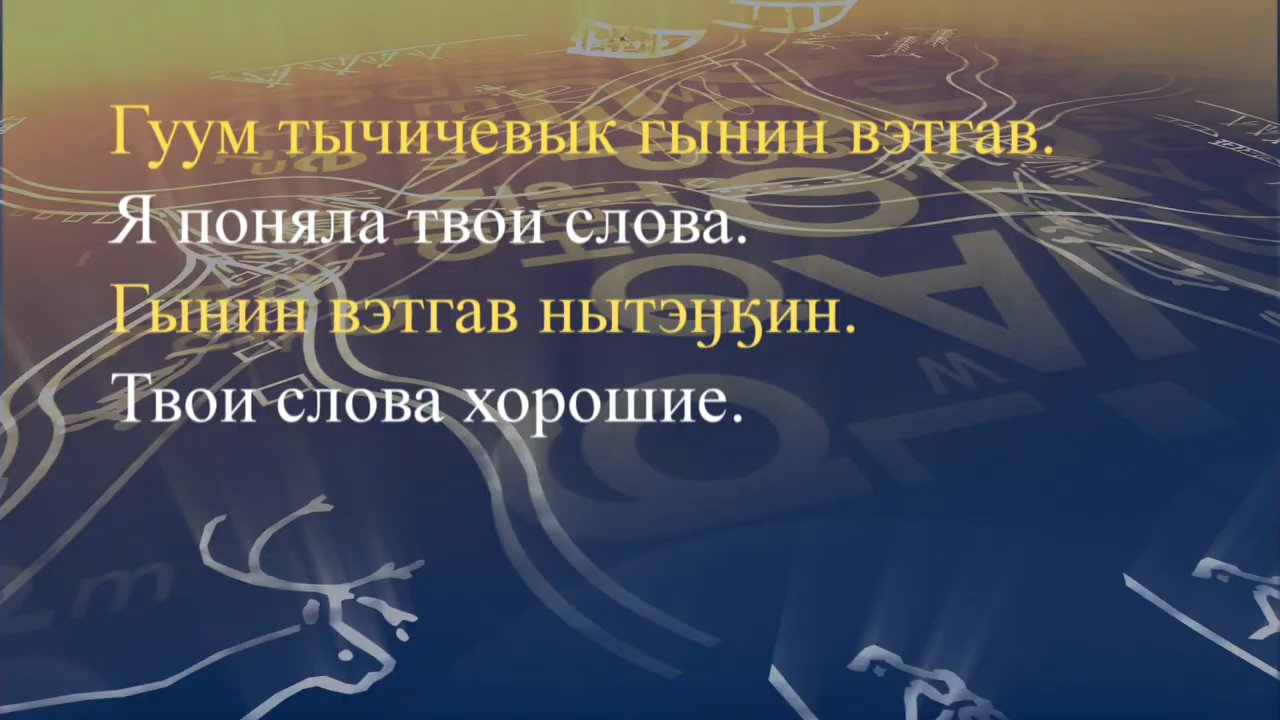 Гуум тычичевык гынин вэтгав.
Я поняла твои слова.
Гынин вэтгав нытэӈӄин.
Твои слова хорошие.